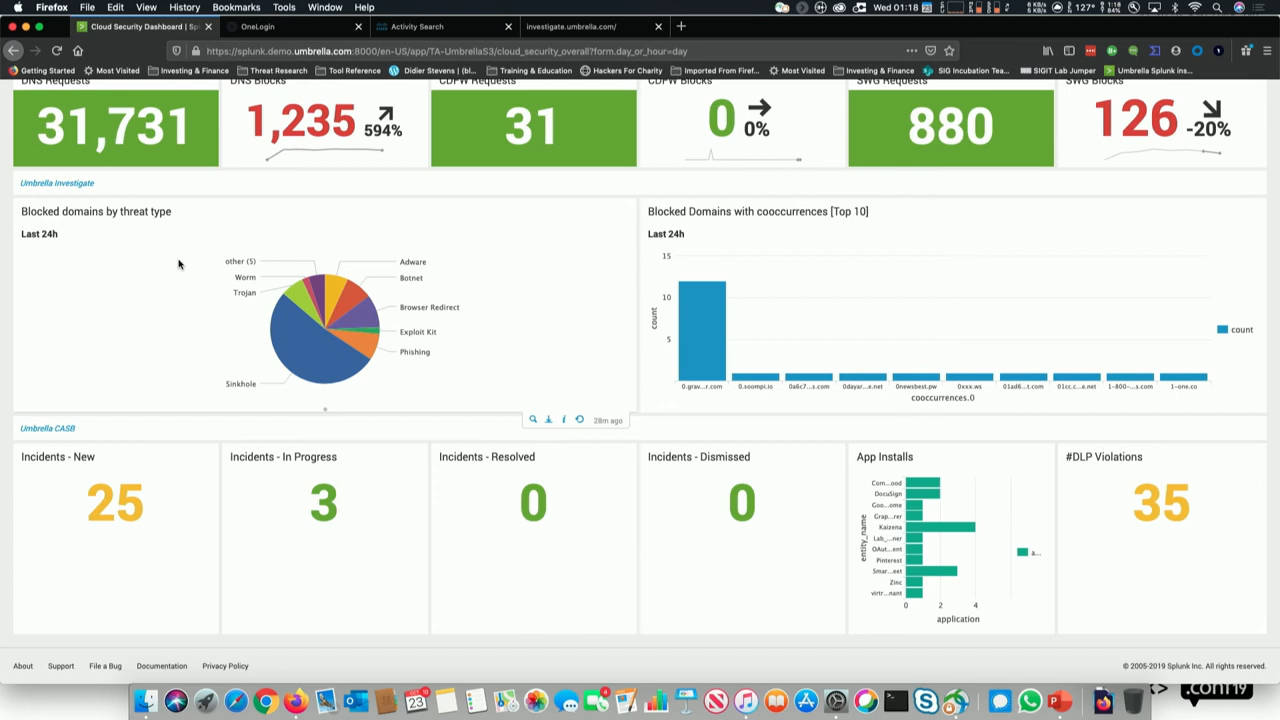 Firefox File Edit View History Bookmarks Tools Window Help
127° Wed 01:18
Cloud Security Dashboard | Spl
OneLogin
Activity Search
investigate.umbrella.com/
https://splunk.demo.umbrella.com:8000/en-US/app/TA-UmbrellaS3/cloud_security_overall?form.day_or_hour=day
Getting Started Most Visited Investing & Finance Threat Research Tool Reference Didier Stevens | (bl... Training & Education Hackers For Charity Imported From Firef... Most Visited Investing & Finance SIG Incubation Tea... SIGIT Lab Jumper Umbrella Splunk Ins...
DNS Requests DNS Blocks CDFW Requests CDFW Blocks SWG Requests SWG Blocks
31,731 1,235 594% 31 0 0% 880 126 -20%
Umbrella Investigate
Blocked domains by threat type
Last 24h
other (5)
Worm
Trojan
Sinkhole
Adware
Botnet
Browser Redirect
Exploit Kit
Phishing
28m ago
Blocked Domains with cooccurrences [Top 10]
Last 24h
15
10
5
count
count
0.grav...r.com 0.soompi.io 0a6c7...s.com 0dayar...e.net 0newsbest.pw 0xxx.ws 01ad6...t.com 01cc.c...e.net 1-800-...s.com 1-one.co
cooccurrences.0
Umbrella CASB
Incidents - New
25
Incidents - In Progress
3
Incidents - Resolved
0
Incidents - Dismissed
0
App Installs
entity_name
Com...ood
DocuSign
Goo...ome
Grap...rer
Kaizena
Lab_...ner
OAut...ent
Pinterest
Smar...eet
Zinc
virtr...nant
0 2 4
application
a...
#DLP Violations
35
About Support File a Bug Documentation Privacy Policy
© 2005-2019 Splunk Inc. All rights reserved.
.conf19